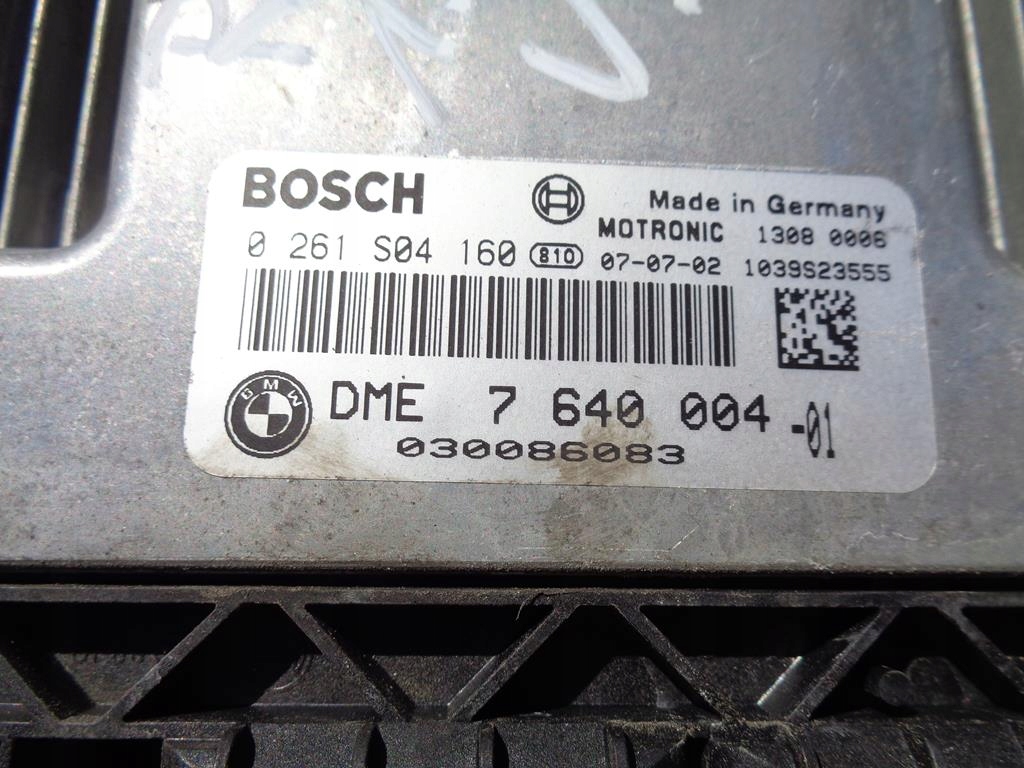 BOSCH
Made in Germany
MOTRONIC 1308 0006
0 261 S04 160 810 07-07-02 1039S23555
BMW
DME 7 640 004 -01
030086083